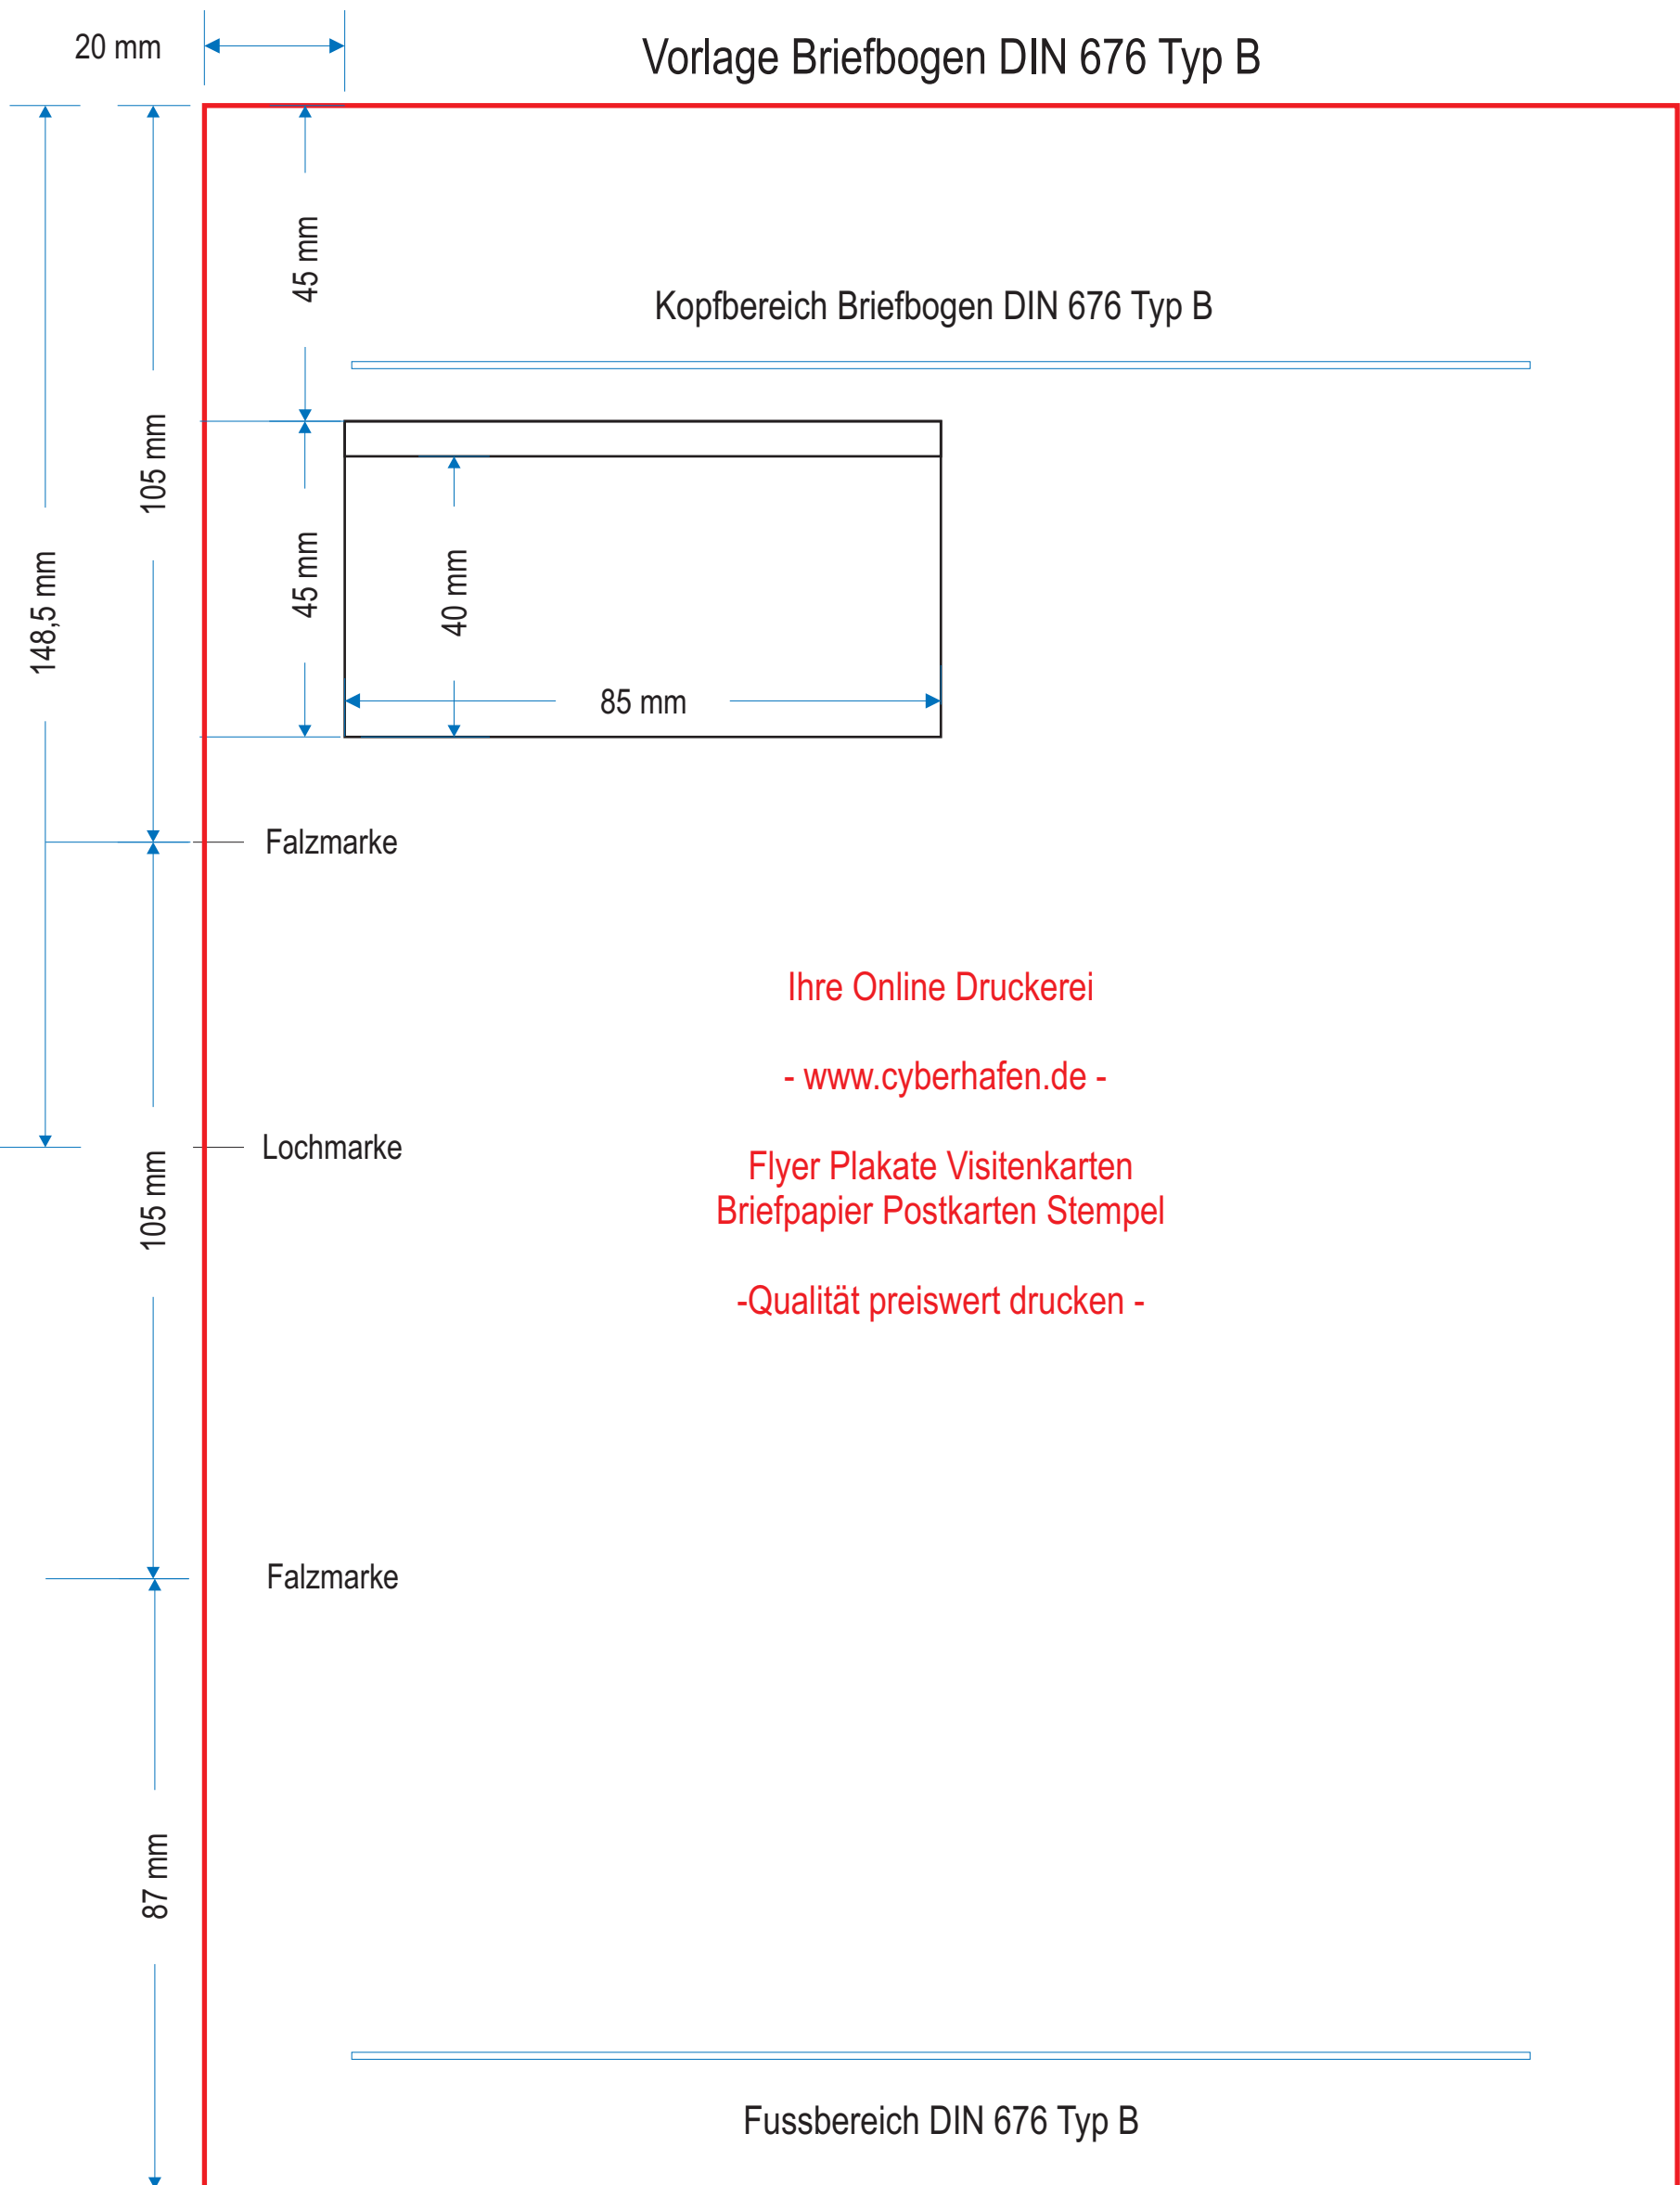 20 mm
Vorlage Briefbogen DIN 676 Typ B
45 mm
Kopfbereich Briefbogen DIN 676 Typ B
105 mm
148,5 mm
45 mm
40 mm
85 mm
Falzmarke
Ihre Online Druckerei
- www.cyberhafen.de -
Lochmarke
105 mm
Flyer Plakate Visitenkarten
Briefpapier Postkarten Stempel
-Qualität preiswert drucken -
Falzmarke
87 mm
Fussbereich DIN 676 Typ B